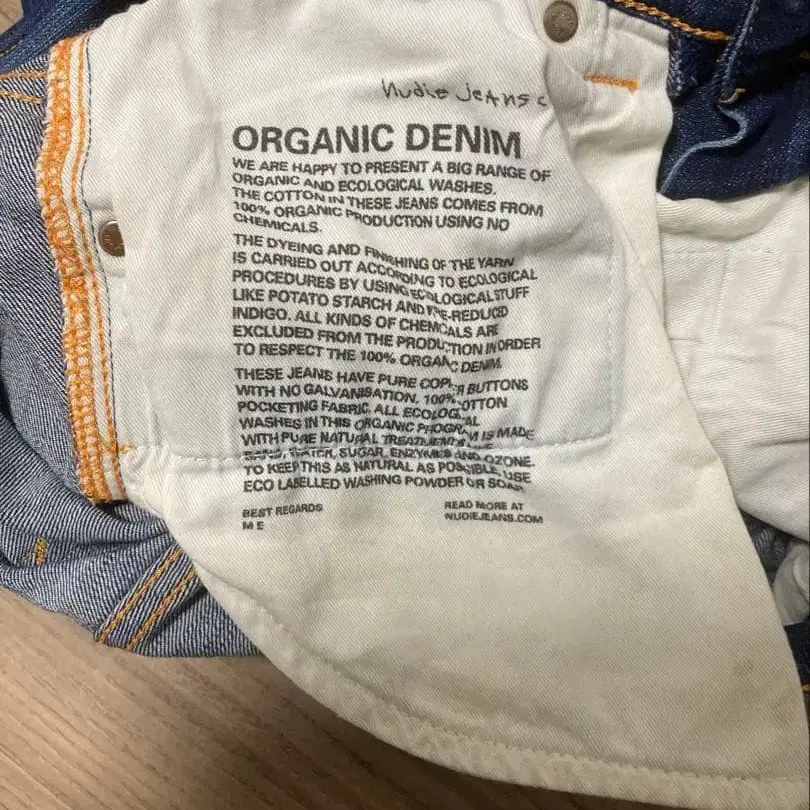 Nudie Jeans c
ORGANIC DENIM
WE ARE HAPPY TO PRESENT A BIG RANGE OF
ORGANIC AND ECOLOGICAL WASHES.
THE COTTON IN THESE JEANS COMES FROM
100% ORGANIC PRODUCTION USING NO
CHEMICALS.
THE DYEING AND FINISHING OF THE YARN
IS CARRIED OUT ACCORDING TO ECOLOGICAL
PROCEDURES BY USING ECOLOGICAL STUFF
LIKE POTATO STARCH AND PRE-REDUCED
INDIGO. ALL KINDS OF CHEMICALS ARE
EXCLUDED FROM THE PRODUCTION IN ORDER
TO RESPECT THE 100% ORGANIC DENIM.
THESE JEANS HAVE PURE COPPER BUTTONS
WITH NO GALVANISATION, 100% COTTON
POCKETING FABRIC. ALL ECOLOGICAL
WASHES IN THIS ORGANIC PROGRAM IS MADE
WITH PURE NATURAL TREATMENTS LIKE
SAND, WATER, SUGAR, ENZYMES AND OZONE.
TO KEEP THIS AS NATURAL AS POSSIBLE, USE
ECO LABELLED WASHING POWDER OR SOAP.
BEST REGARDS
M E
READ MORE AT
NUDIEJEANS.COM